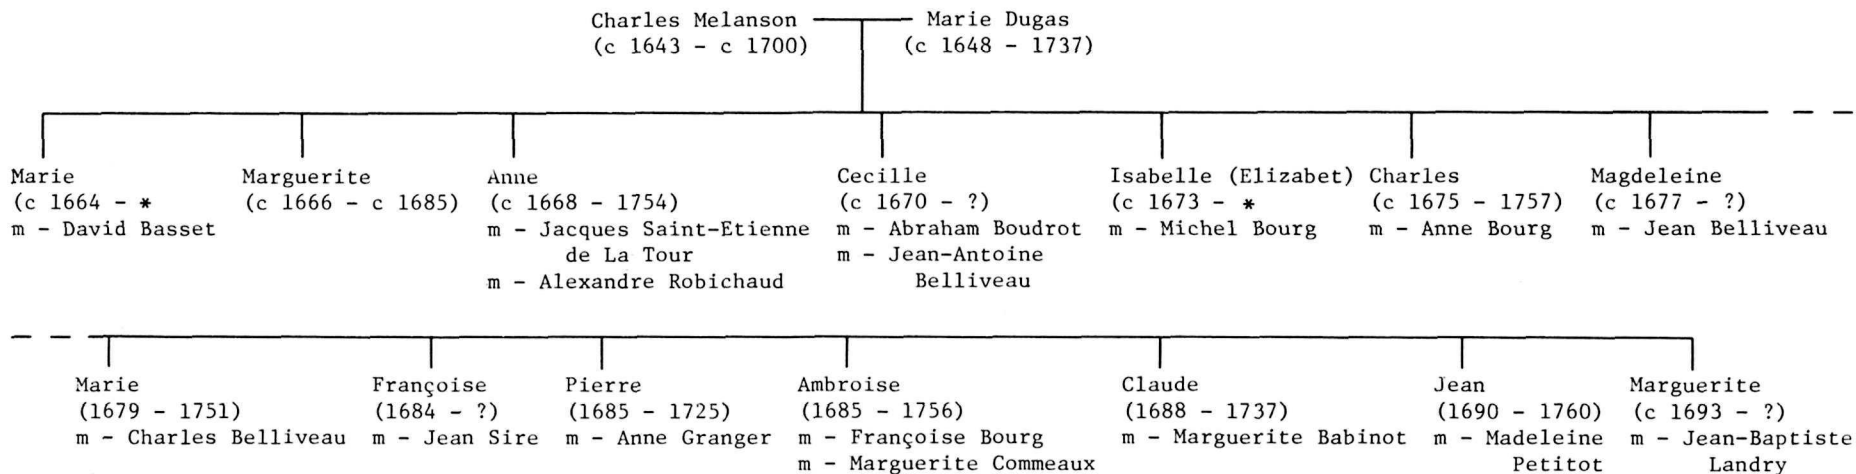 Charles Melanson
(c 1643 - c 1700)
Marie Dugas
(c 1648 - 1737)
Marie
(c 1664 - *
m - David Basset
Marguerite
(c 1666 - c 1685)
Anne
(c 1668 - 1754)
m - Jacques Saint-Etienne
de La Tour
m - Alexandre Robichaud
Cecille
(c 1670 - ?)
m - Abraham Boudrot
m - Jean-Antoine
Belliveau
Isabelle (Elizabet)
(c 1673 - *
m - Michel Bourg
Charles
(c 1675 - 1757)
m - Anne Bourg
Magdeleine
(c 1677 - ?)
m - Jean Belliveau
Marie
(1679 - 1751)
m - Charles Belliveau
Françoise
(1684 - ?)
m - Jean Sire
Pierre
(1685 - 1725)
m - Anne Granger
Ambroise
(1685 - 1756)
m - Françoise Bourg
m - Marguerite Commeaux
Claude
(1688 - 1737)
m - Marguerite Babinot
Jean
(1690 - 1760)
m - Madeleine
Petitot
Marguerite
(c 1693 - ?)
m - Jean-Baptiste
Landry